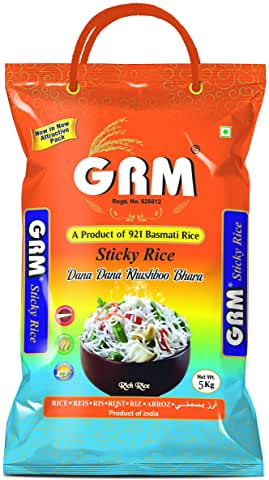 Now in New
Attractive
Pack
GRM
Regd. No. 626612
A Product of 921 Basmati Rice
Sticky Rice
Dana Dana Khushboo Bhara
GRM
Sticky Rice
GRM
Sticky Rice
Net Wt.
5Kg
Rich Rice
RICE • REIS • RIS • RIJST • RIZ • ARROZ • أرز بسمتي
Product of india